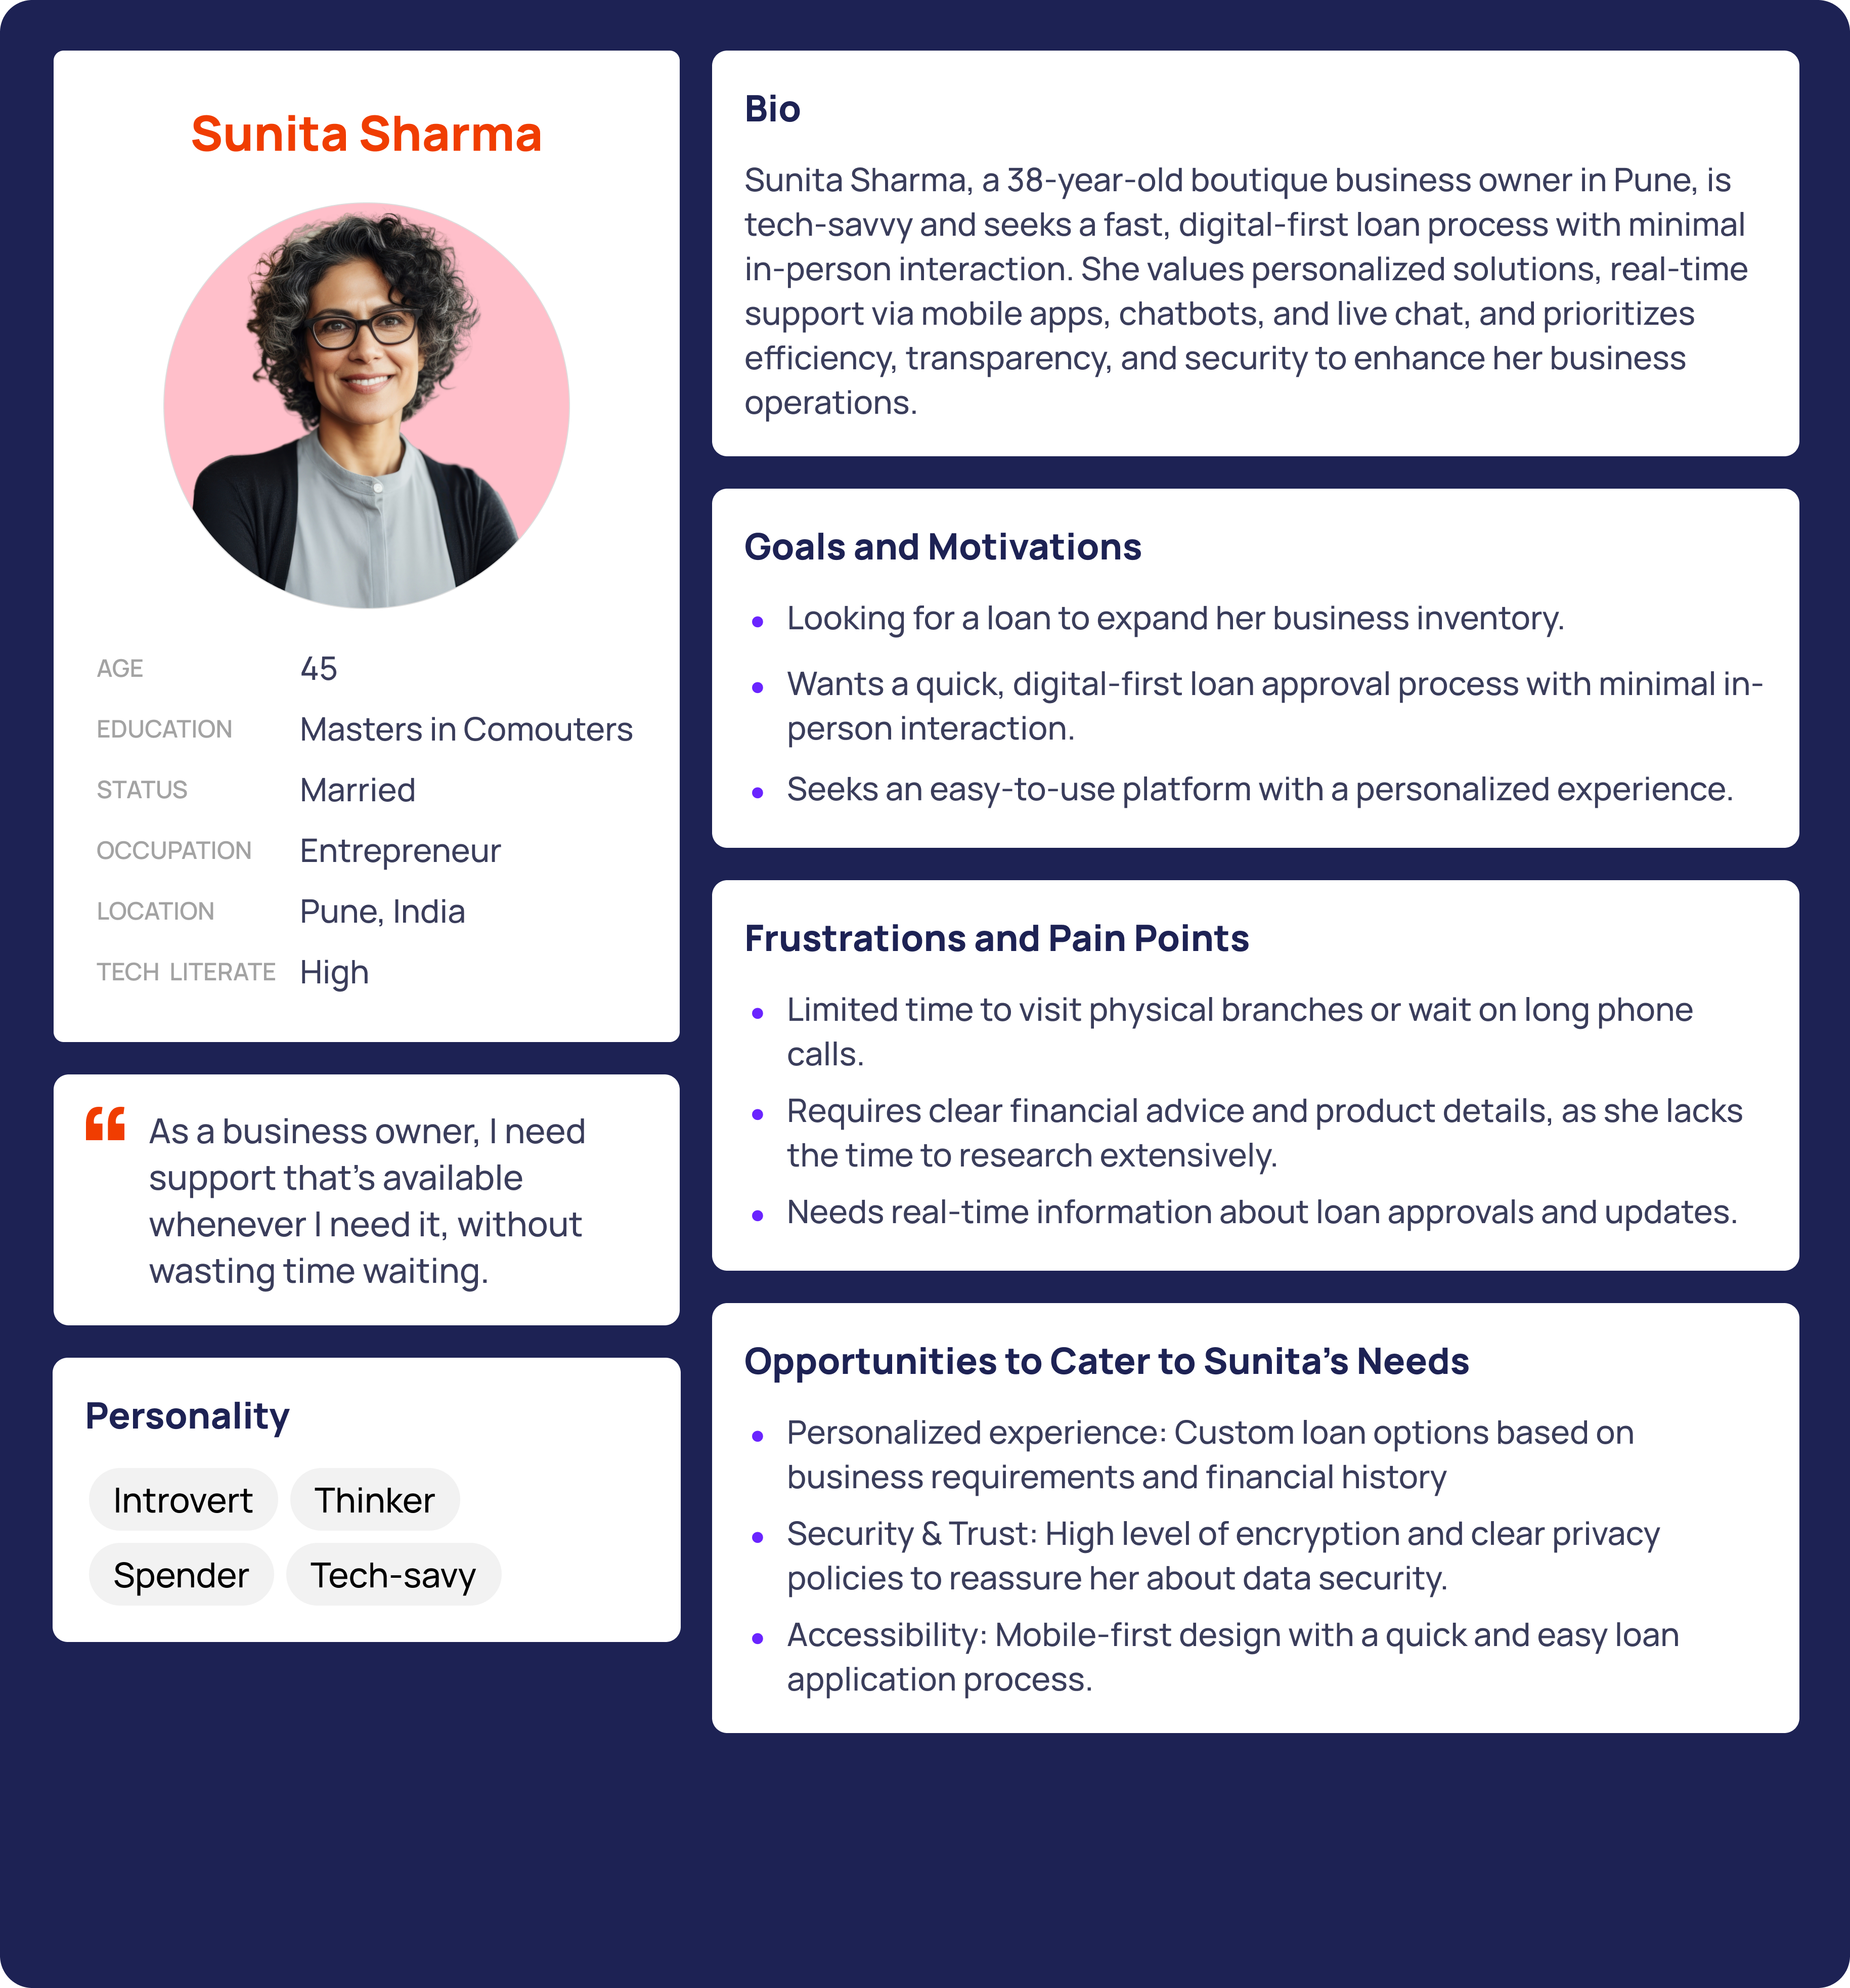 Sunita Sharma
AGE 45
EDUCATION Masters in Comouters
STATUS Married
OCCUPATION Entrepreneur
LOCATION Pune, India
TECH LITERATE High
“ As a business owner, I need
support that’s available
whenever I need it, without
wasting time waiting.
Personality
Introvert Thinker
Spender Tech-savy
Bio
Sunita Sharma, a 38-year-old boutique business owner in Pune, is
tech-savvy and seeks a fast, digital-first loan process with minimal
in-person interaction. She values personalized solutions, real-time
support via mobile apps, chatbots, and live chat, and prioritizes
efficiency, transparency, and security to enhance her business
operations.
Goals and Motivations
• Looking for a loan to expand her business inventory.
• Wants a quick, digital-first loan approval process with minimal in-
person interaction.
• Seeks an easy-to-use platform with a personalized experience.
Frustrations and Pain Points
• Limited time to visit physical branches or wait on long phone
calls.
• Requires clear financial advice and product details, as she lacks
the time to research extensively.
• Needs real-time information about loan approvals and updates.
Opportunities to Cater to Sunita’s Needs
• Personalized experience: Custom loan options based on
business requirements and financial history
• Security & Trust: High level of encryption and clear privacy
policies to reassure her about data security.
• Accessibility: Mobile-first design with a quick and easy loan
application process.